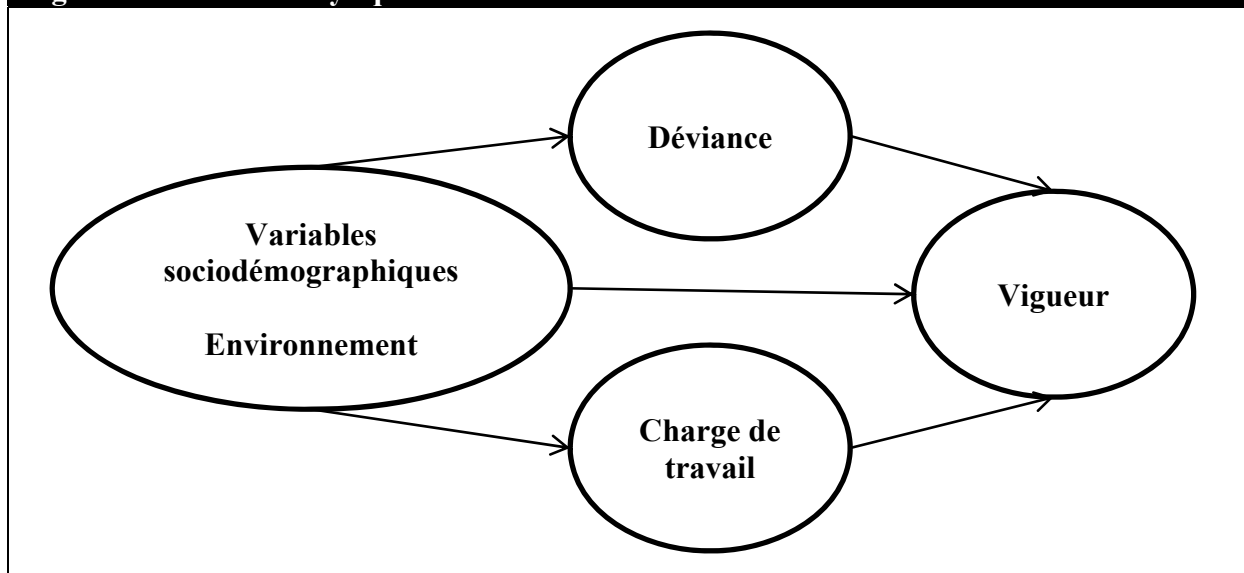 Déviance
Variables
sociodémographiques
Environnement
Vigueur
Charge de
travail